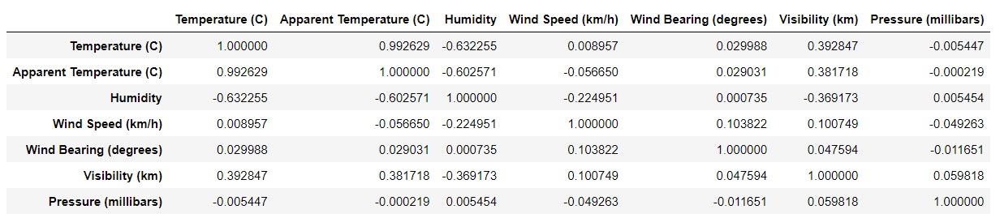 Temperature (C) Apparent Temperature (C) Humidity Wind Speed (km/h) Wind Bearing (degrees) Visibility (km) Pressure (millibars)
Temperature (C) 1.000000 0.992629 -0.632255 0.008957 0.029988 0.392847 -0.005447
Apparent Temperature (C) 0.992629 1.000000 -0.602571 -0.056650 0.029031 0.381718 -0.000219
Humidity -0.632255 -0.602571 1.000000 -0.224951 0.000735 -0.369173 0.005454
Wind Speed (km/h) 0.008957 -0.056650 -0.224951 1.000000 0.103822 0.100749 -0.049263
Wind Bearing (degrees) 0.029988 0.029031 0.000735 0.103822 1.000000 0.047594 -0.011651
Visibility (km) 0.392847 0.381718 -0.369173 0.100749 0.047594 1.000000 0.059818
Pressure (millibars) -0.005447 -0.000219 0.005454 -0.049263 -0.011651 0.059818 1.000000